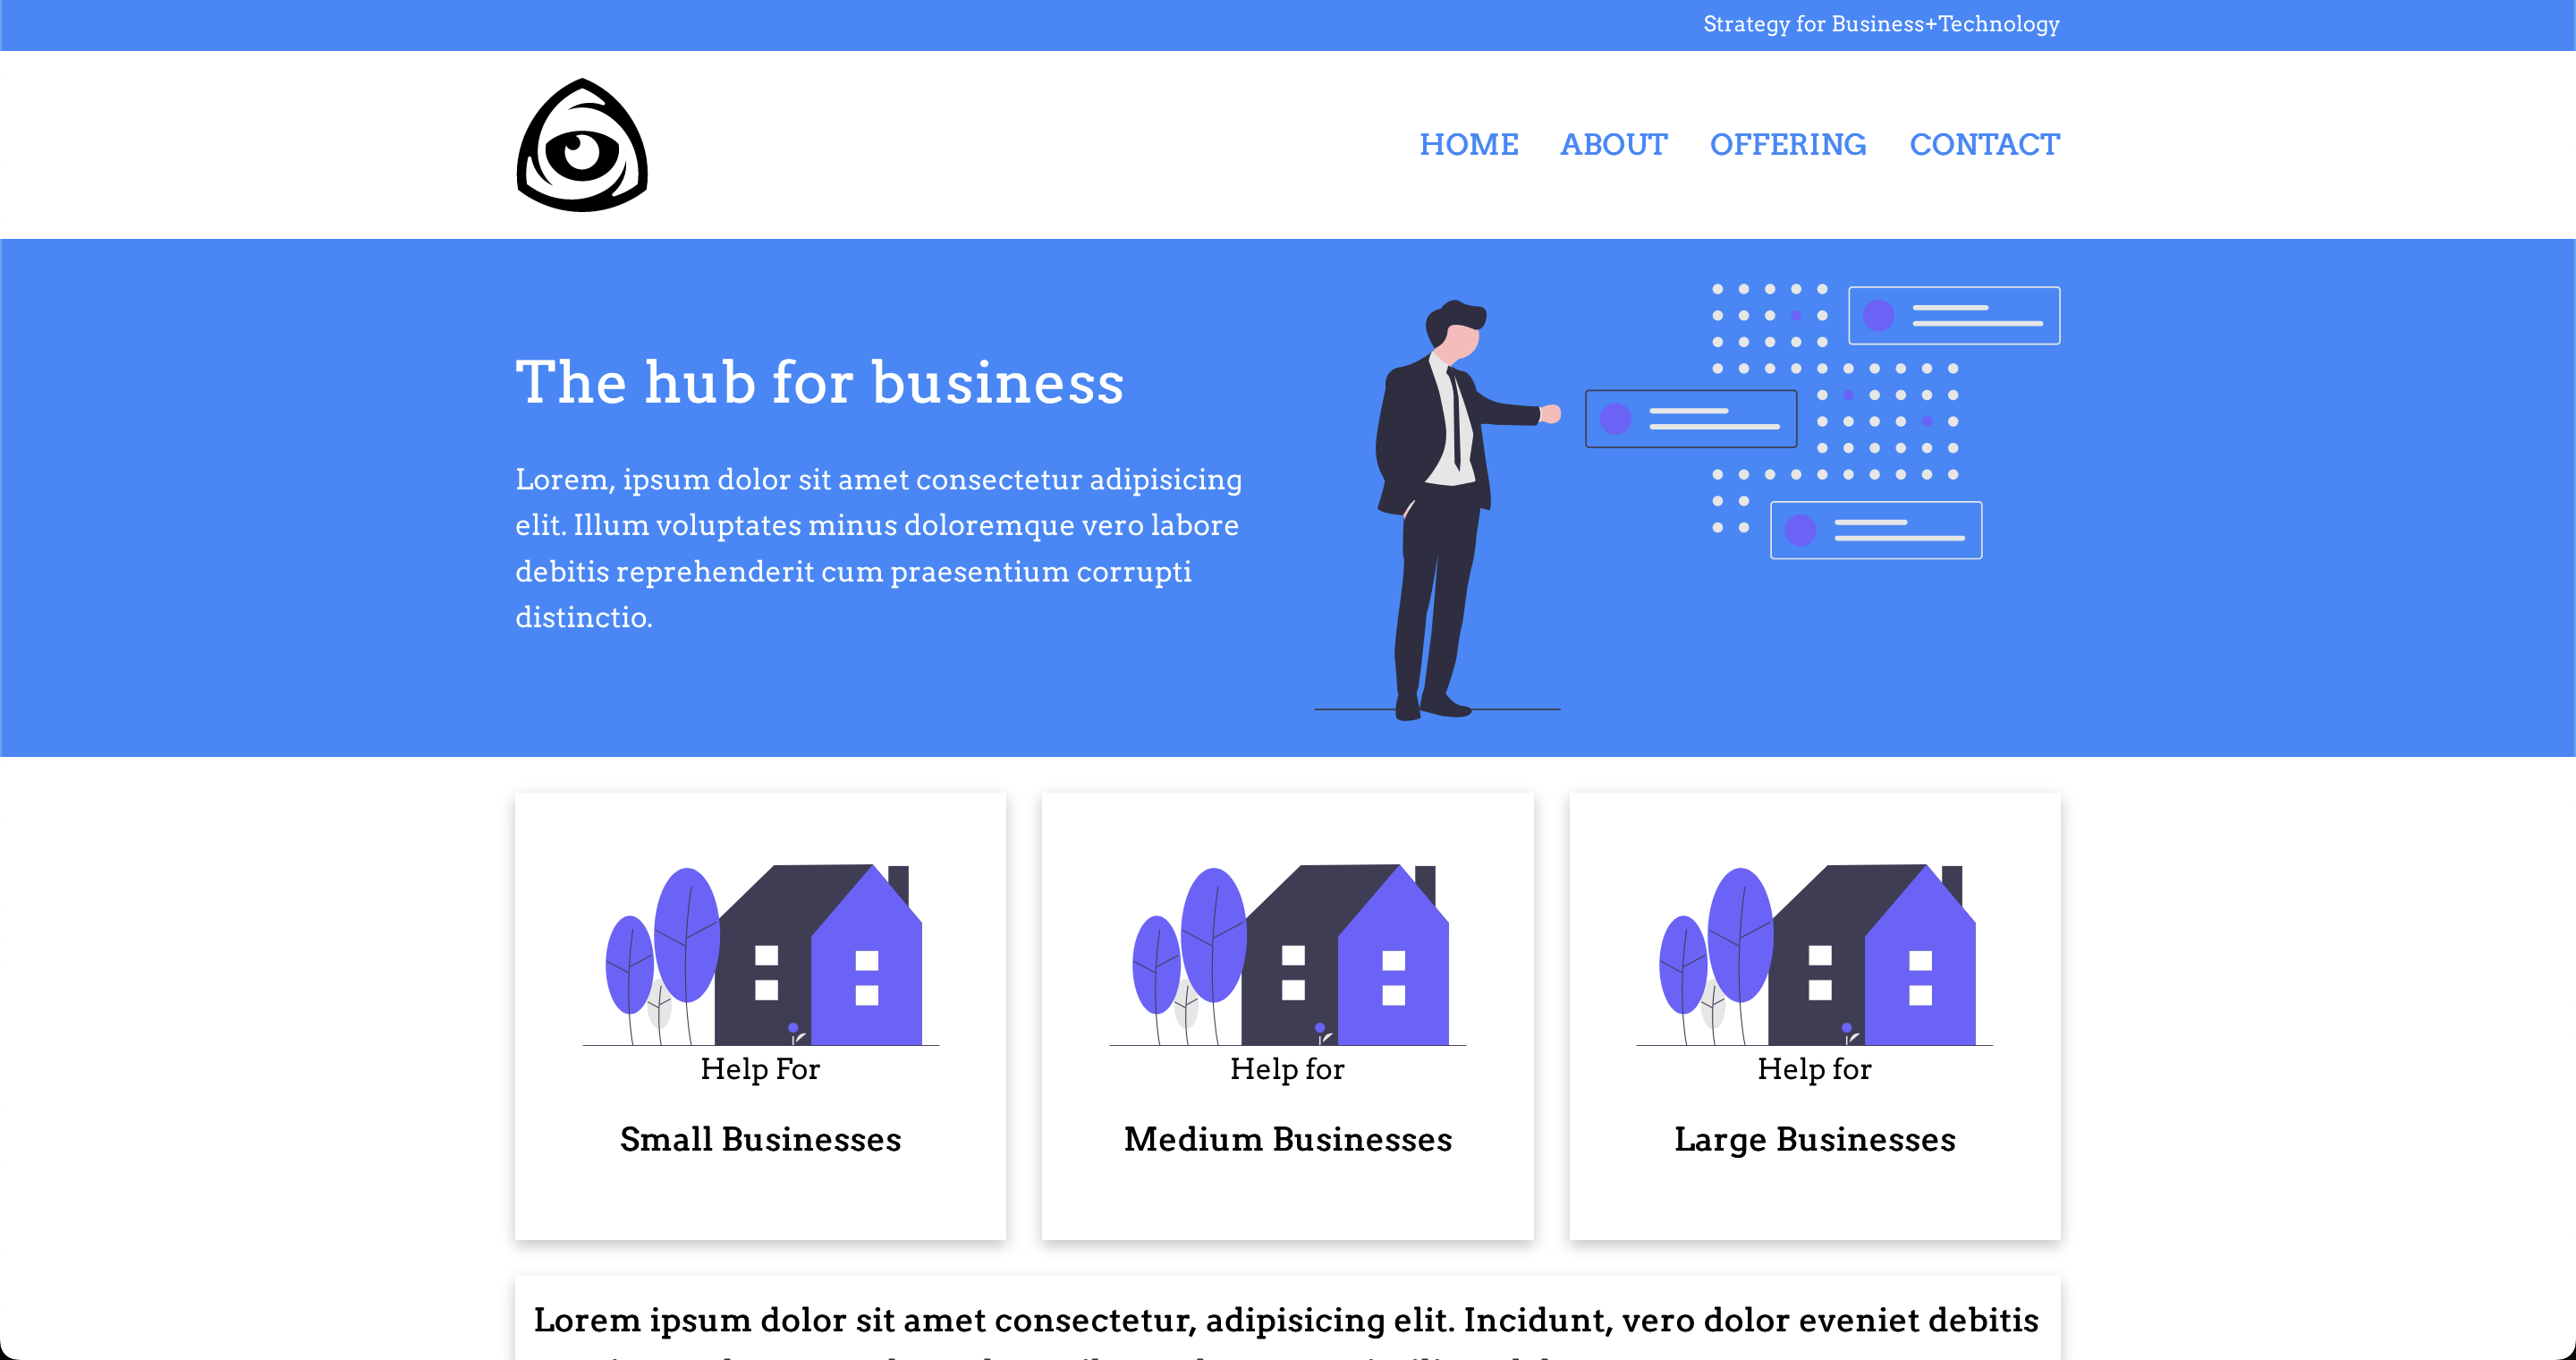 Strategy for Business+Technology
HOME ABOUT OFFERING CONTACT
The hub for business
Lorem, ipsum dolor sit amet consectetur adipisicing
elit. Illum voluptates minus doloremque vero labore
debitis reprehenderit cum praesentium corrupti
distinctio.
Help For
Small Businesses
Help for
Medium Businesses
Help for
Large Businesses
Lorem ipsum dolor sit amet consectetur, adipisicing elit. Incidunt, vero dolor eveniet debitis